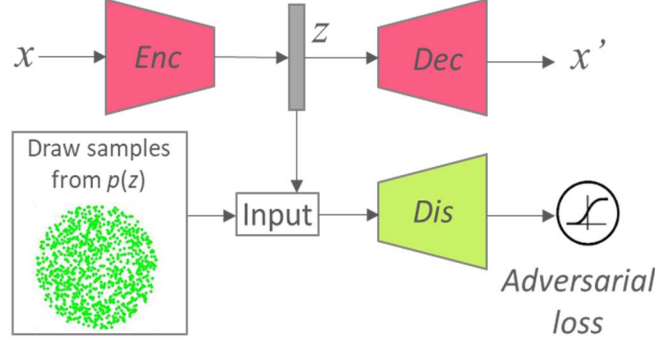 x
Enc
z
Dec
x'
Draw samples
from p(z)
Input
Dis
Adversarial
loss